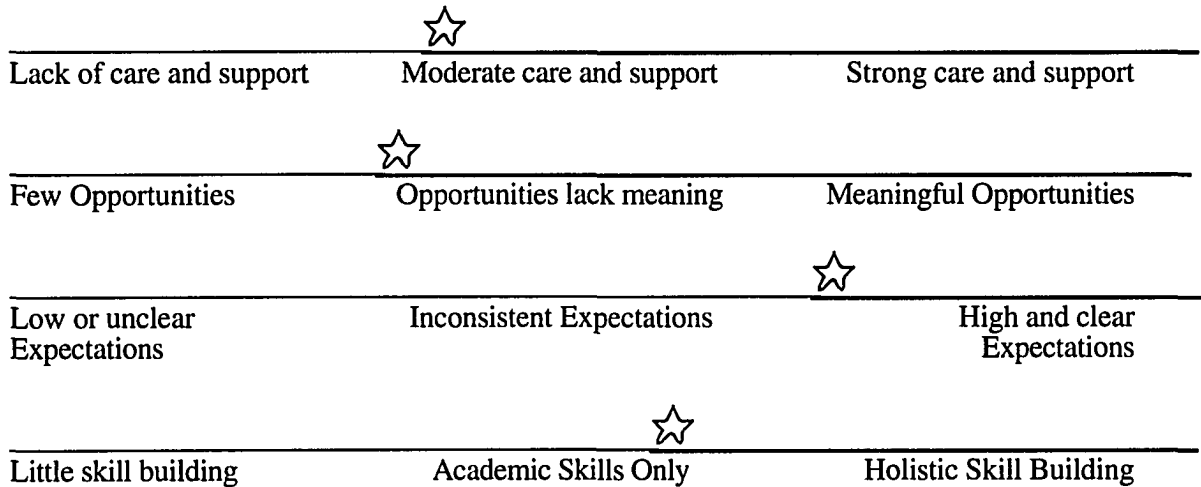 Lack of care and support Moderate care and support Strong care and support
Few Opportunities Opportunities lack meaning Meaningful Opportunities
Low or unclear Inconsistent Expectations High and clear
Expectations Expectations
Little skill building Academic Skills Only Holistic Skill Building